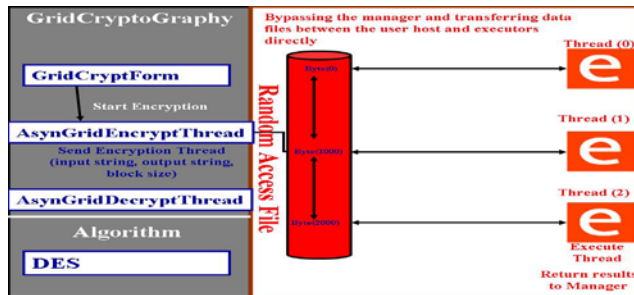 GridCryptoGraphy
GridCryptForm
Start Encryption
AsynGridEncryptThread
Send Encryption Thread
(input string, output string,
block size)
AsynGridDecryptThread
Algorithm
DES
Bypassing the manager and transferring data
files between the user host and executors
directly
Random Access File
Byte(0)
Byte(1000)
Byte(2000)
Thread (0)
e
Thread (1)
e
Thread (2)
e
Execute
Thread
Return results
to Manager